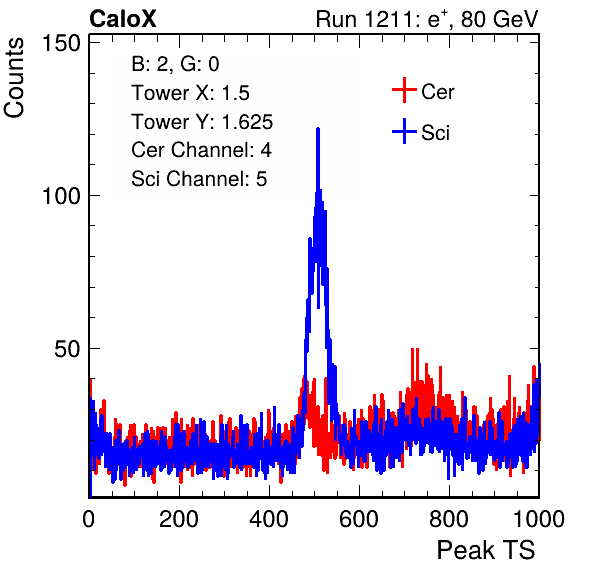 CaloX
Run 1211: e⁺, 80 GeV
Counts
150
100
50
B: 2, G: 0
Tower X: 1.5
Tower Y: 1.625
Cer Channel: 4
Sci Channel: 5
Cer
Sci
0 200 400 600 800 1000
Peak TS